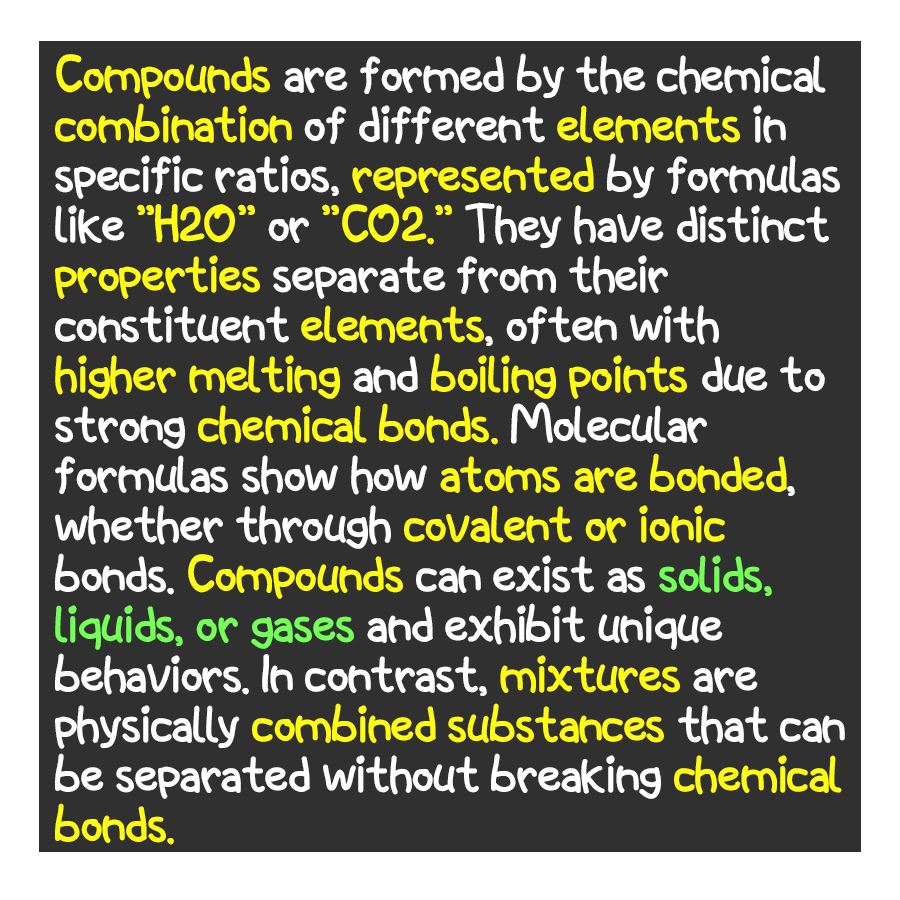 Compounds are formed by the chemical
combination of different elements in
specific ratios, represented by formulas
like ”H2O” or ”CO2.” They have distinct
properties separate from their
constituent elements, often with
higher melting and boiling points due to
strong chemical bonds. Molecular
formulas show how atoms are bonded,
whether through covalent or ionic
bonds. Compounds can exist as solids,
liquids, or gases and exhibit unique
behaviors. In contrast, mixtures are
physically combined substances that can
be separated without breaking chemical
bonds.